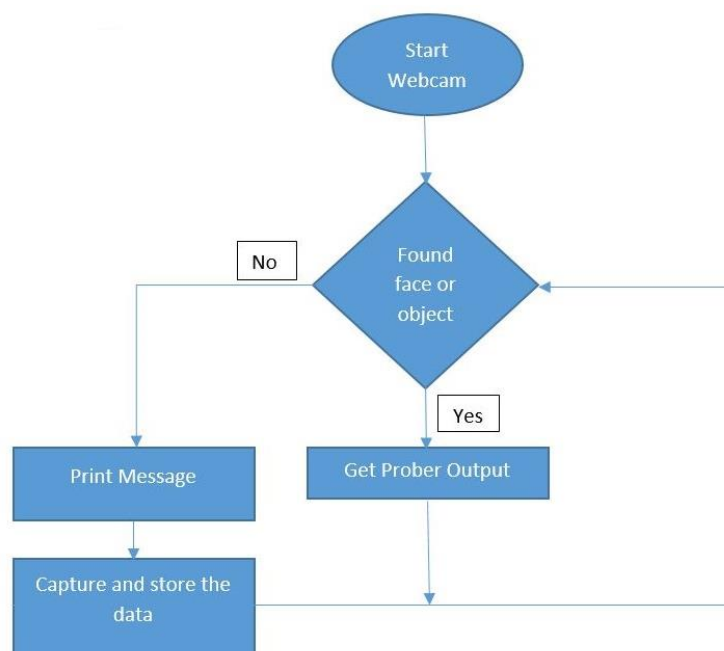 Start
Webcam
Found
face or
object
No
Yes
Print Message
Get Prober Output
Capture and store the
data